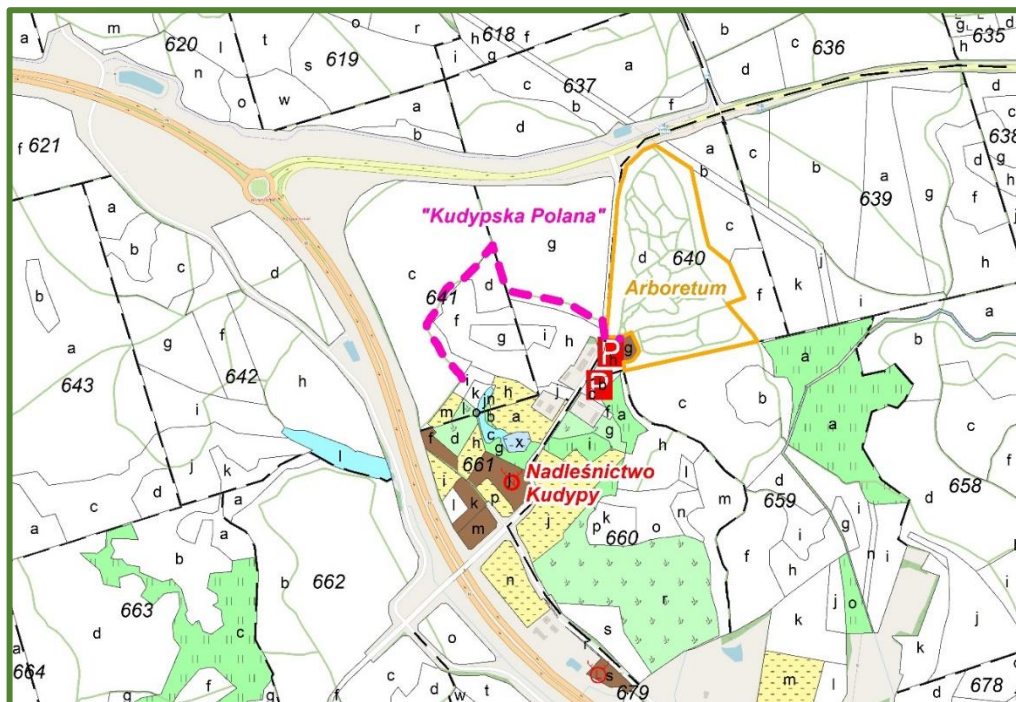 m
620
l
t
619
o
r
618
h
f
g
b
636
c
635
g
h
d
a
n
s
i
637
a
d
o
w
c
b
f
a
b
d
c
638
f 621
a
b
c
b
a
639
g
d
g
h
f
j
"Kudypska Polana"
g
d
640
c
a
b
c
d
c
641
d
Arboretum
f
k
j
h
b
f
f
g
i
h
i
a
a
g
642
h
P
h
g
a
643
i
i
k
h
j
b
c
b
b
m
l
o
a
f
a
f
d
h
c
x
g
g
i
h
c
a
j
k
l
661
j
Nadleśnictwo
Kudypy
l
d
658
a
c
d
a
i
k
p
j
p
k
o
n
m
659
g
f
b
l
m
660
f
i
n
i
h
663
b
662
n
r
k
j
o
j
d
c
s
k
a
664
o
r
g
f
f
c
d
w
t
s
679
m
l
678
d